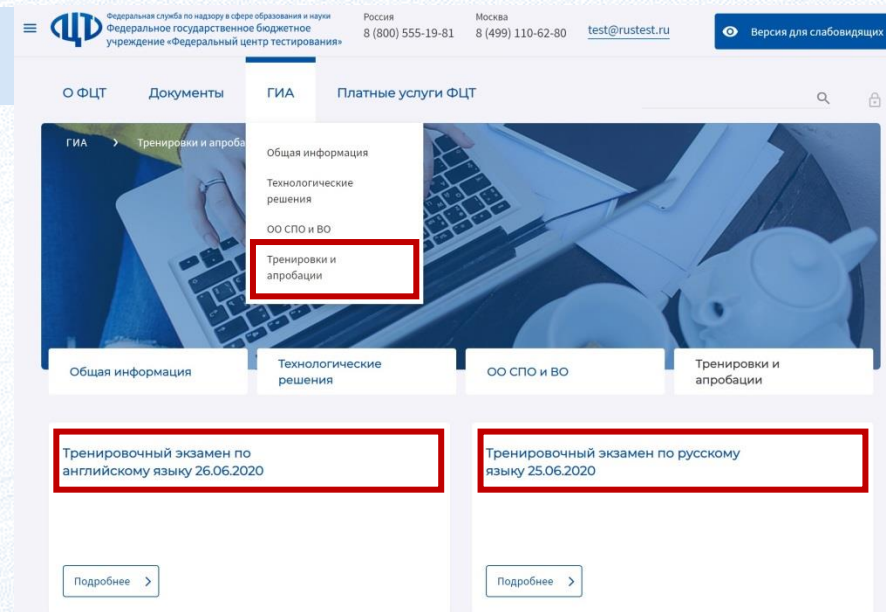 Федеральная служба по надзору в сфере образования и науки
Федеральное государственное бюджетное
учреждение «Федеральный центр тестирования»
Россия
8 (800) 555-19-81
Москва
8 (499) 110-62-80
test@rustest.ru
Версия для слабовидящих
О ФЦТ
Документы
ГИА
Платные услуги ФЦТ
ГИА > Тренировки и апроба
Общая информация
Технологические
решения
ОО СПО и ВО
Тренировки и
апробации
Общая информация
Технологические
решения
ОО СПО и ВО
Тренировки и
апробации
Тренировочный экзамен по
английскому языку 26.06.2020
Тренировочный экзамен по русскому
языку 25.06.2020
Подробнее
Подробнее